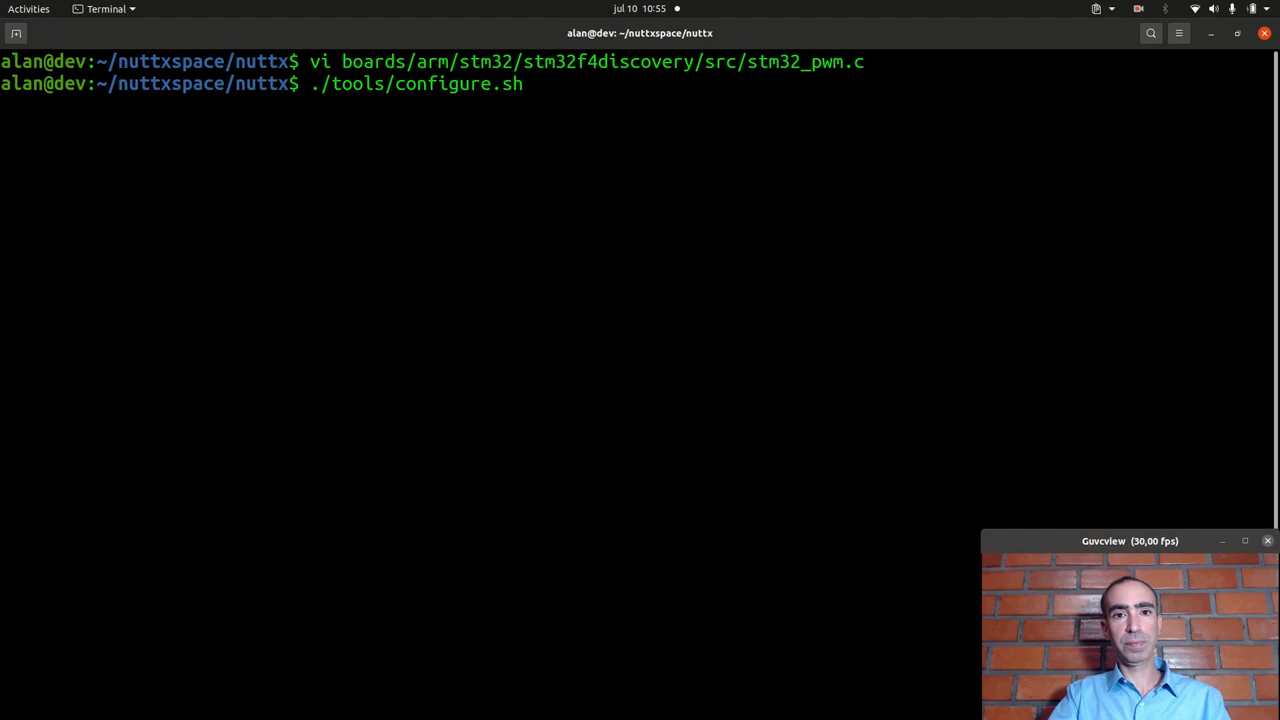 Activities
Terminal
jul 10 10:55
alan@dev: ~/nuttxspace/nuttx
alan@dev:~/nuttxspace/nuttx$ vi boards/arm/stm32/stm32f4discovery/src/stm32_pwm.c
alan@dev:~/nuttxspace/nuttx$ ./tools/configure.sh
Guvcview (30,00 fps)